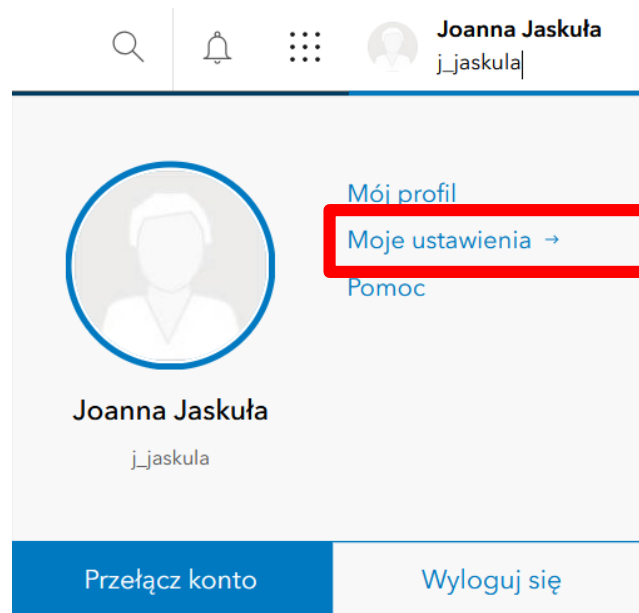 Joanna Jaskuła
j_jaskula
Mój profil
Moje ustawienia →
Pomoc
Joanna Jaskuła
j_jaskula
Przełącz konto
Wyloguj się